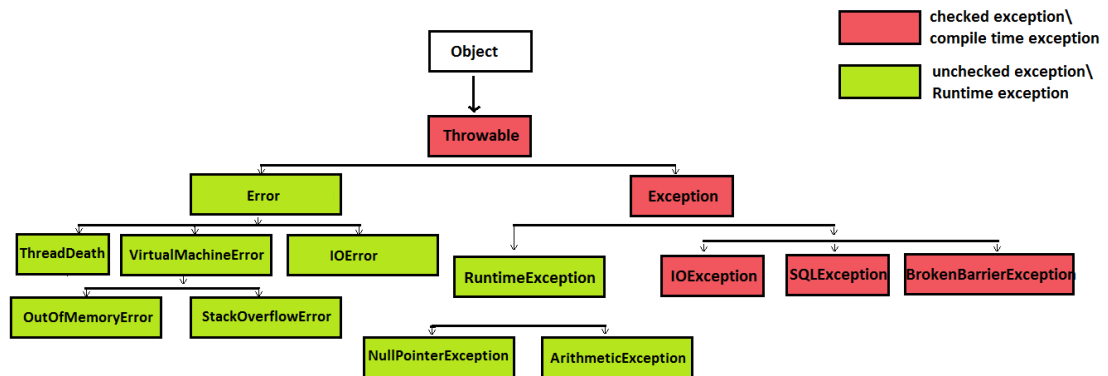 checked exception\
compile time exception
Object
unchecked exception\
Runtime exception
Throwable
Error
Exception
ThreadDeath
VirtualMachineError
IOError
RuntimeException
IOException
SQLException
BrokenBarrierException
OutOfMemoryError
StackOverflowError
NullPointerException
ArithmeticException